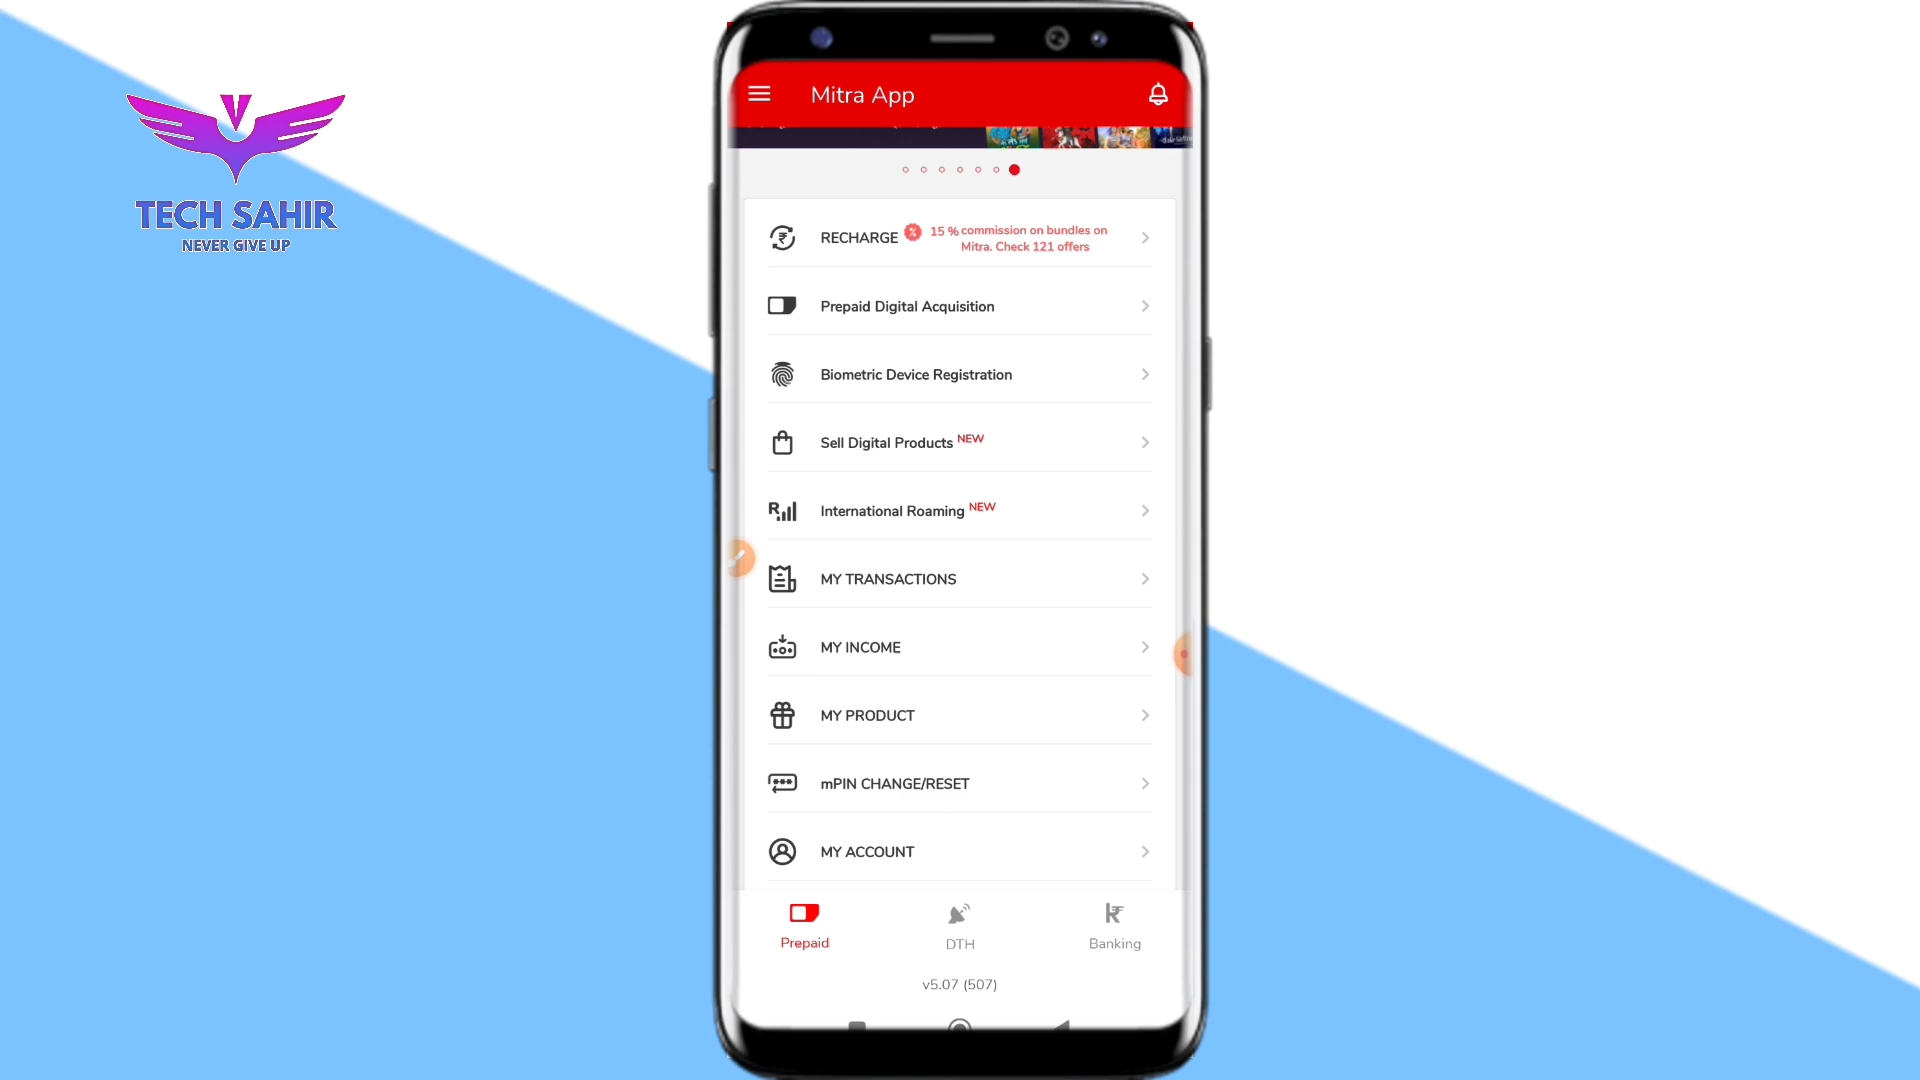 TECH SAHIR
NEVER GIVE UP
Mitra App
RECHARGE
15 % commission on bundles on
Mitra. Check 121 offers
Prepaid Digital Acquisition
Biometric Device Registration
Sell Digital Products NEW
International Roaming NEW
MY TRANSACTIONS
MY INCOME
MY PRODUCT
mPIN CHANGE/RESET
MY ACCOUNT
Prepaid
DTH
Banking
v5.07 (507)